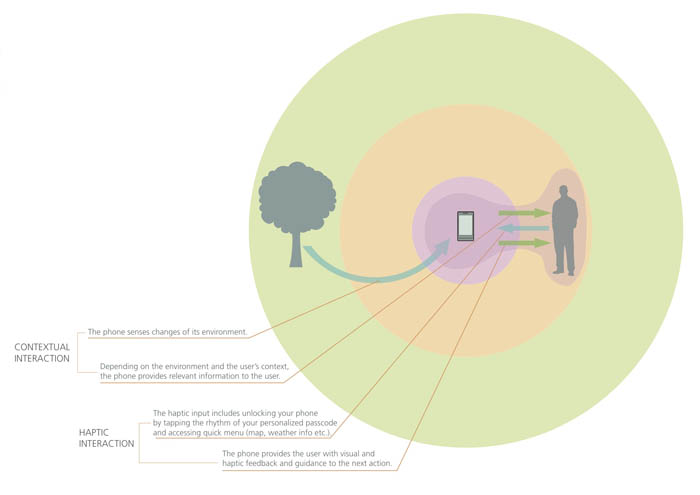 The phone senses changes of its environment.
CONTEXTUAL
INTERACTION
Depending on the environment and the user's context,
the phone provides relevant information to the user.
The haptic input includes unlocking your phone
by tapping the rhythm of your personalized passcode
and accessing quick menu (map, weather info etc.).
HAPTIC
INTERACTION
The phone provides the user with visual and
haptic feedback and guidance to the next action.